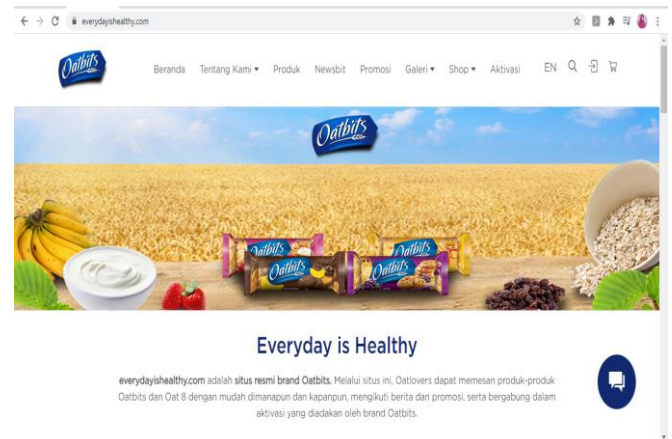 everydayishealthy.com
Oatbits
Beranda Tentang Kami Produk Newsbit Promosi Galeri Shop Aktivasi EN
Oatbits
Oatbits Oatbits
Oatbits Oatbits
Everyday is Healthy
everydayishealthy.com adalah situs resmi brand Oatbits. Melalui situs ini, Oatlovers dapat memesan produk-produk
Oatbits dan Oat 8 dengan mudah dimanapun dan kapanpun, mengikuti berita dan promosi, serta bergabung dalam
aktivasi yang diadakan oleh brand Oatbits.